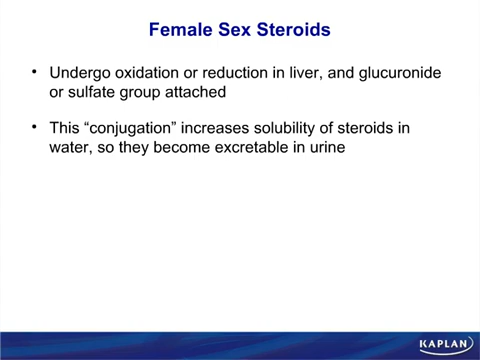 Female Sex Steroids
• Undergo oxidation or reduction in liver, and glucuronide
or sulfate group attached
• This “conjugation” increases solubility of steroids in
water, so they become excretable in urine
KAPLAN